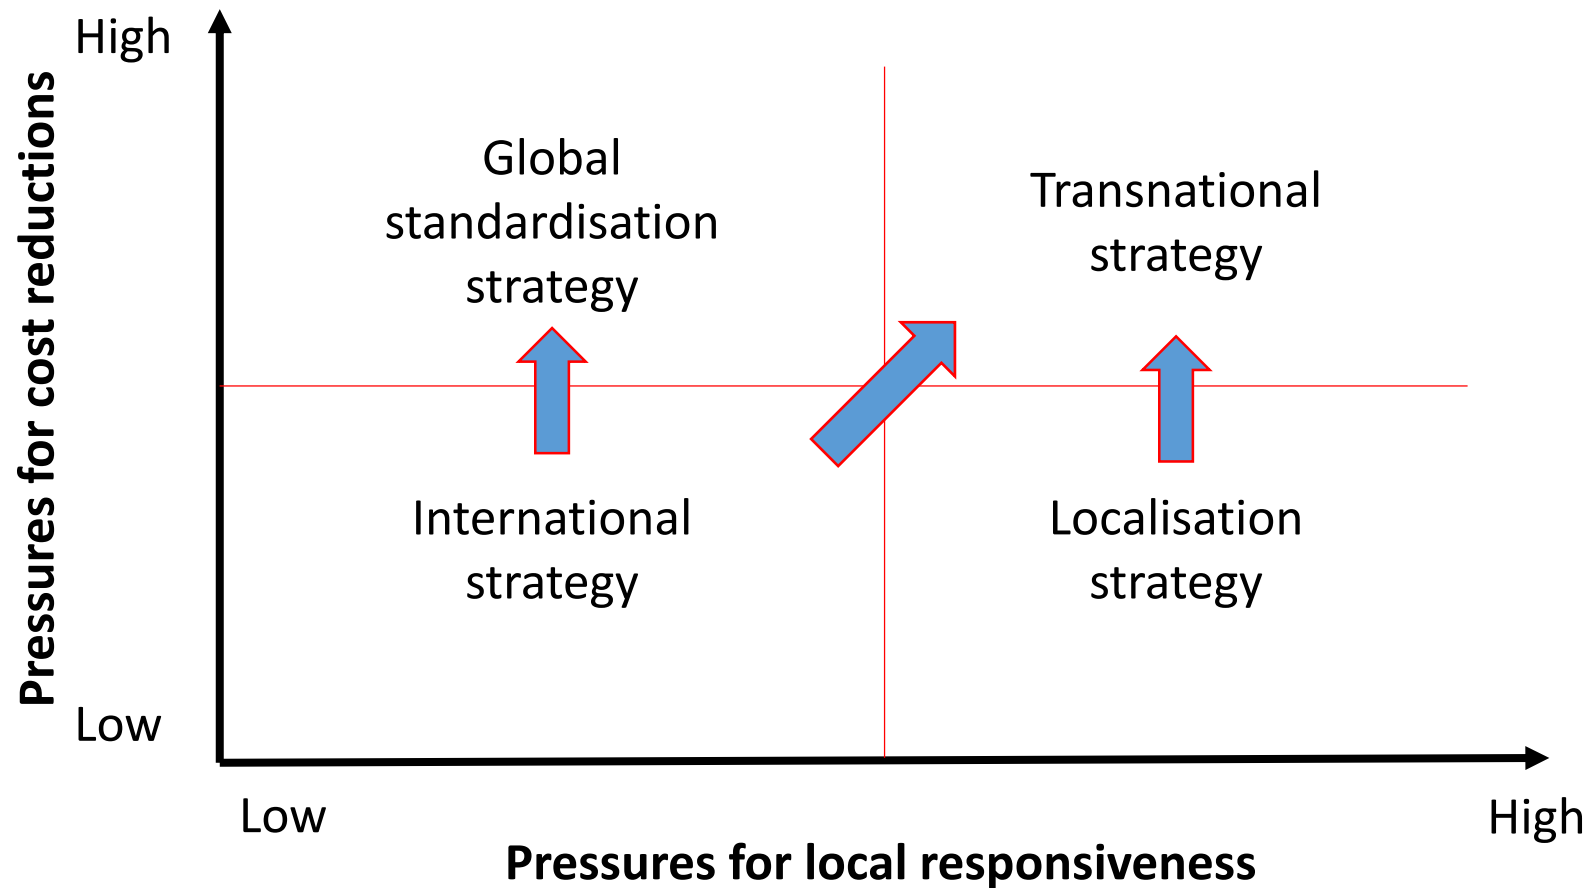 High
Pressures for cost reductions
Global
standardisation
strategy
Transnational
strategy
International
strategy
Localisation
strategy
Low
Low
High
Pressures for local responsiveness